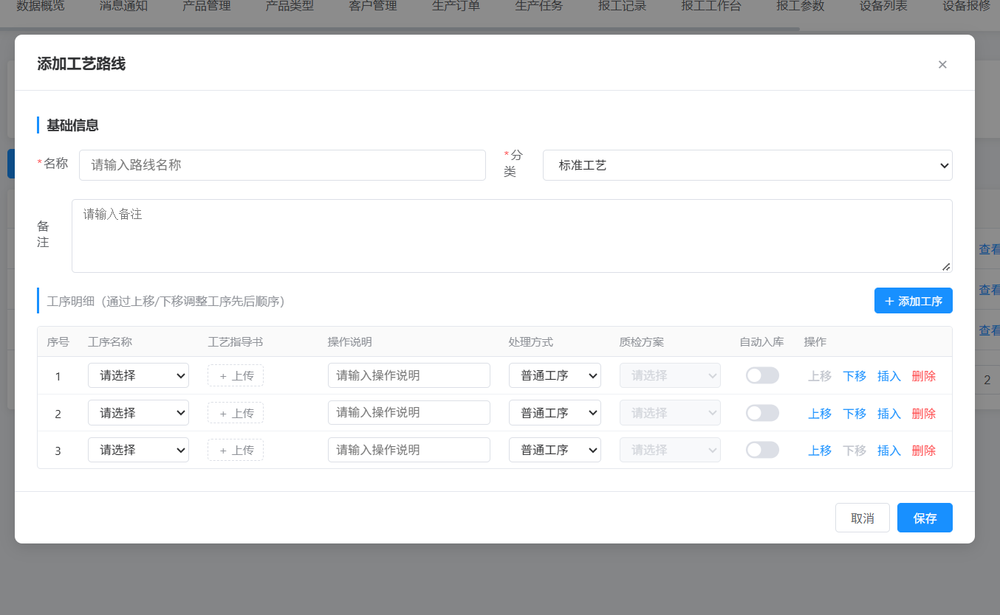 数据概览 消息通知 产品管理 产品类型 客户管理 生产订单 生产任务 报工记录 报工工作台 报工参数 设备列表 设备报修
添加工艺路线 ×
基础信息
*名称 请输入路线名称 *分类 标准工艺
备注 请输入备注
工序明细（通过上移/下移调整工序先后顺序） + 添加工序
序号 工序名称 工艺指导书 操作说明 处理方式 质检方案 自动入库 操作
1 请选择 + 上传 请输入操作说明 普通工序 请选择 上移 下移 插入 删除
2 请选择 + 上传 请输入操作说明 普通工序 请选择 上移 下移 插入 删除
3 请选择 + 上传 请输入操作说明 普通工序 请选择 上移 下移 插入 删除
取消 保存
查看
查看
查看
2